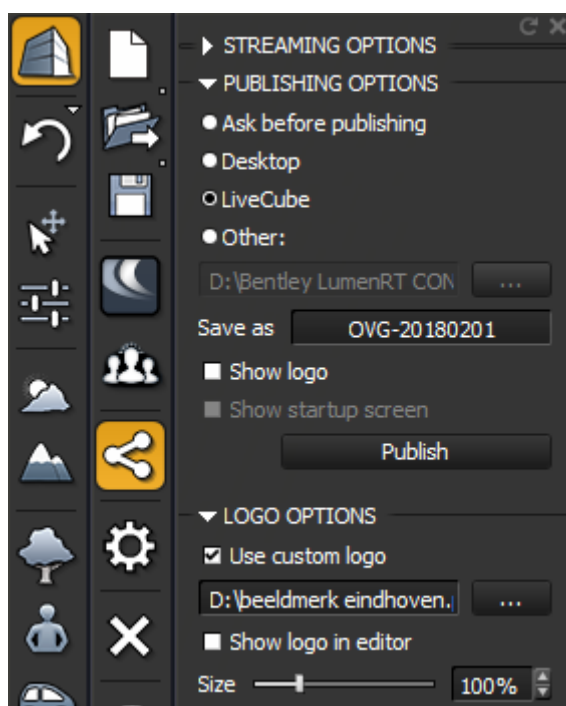 STREAMING OPTIONS
PUBLISHING OPTIONS
Ask before publishing
Desktop
LiveCube
Other:
D:\Bentley LumenRT CON ...
Save as OVG-20180201
Show logo
Show startup screen
Publish
LOGO OPTIONS
Use custom logo
D:\beeldmerk eindhoven. ...
Show logo in editor
Size 100%